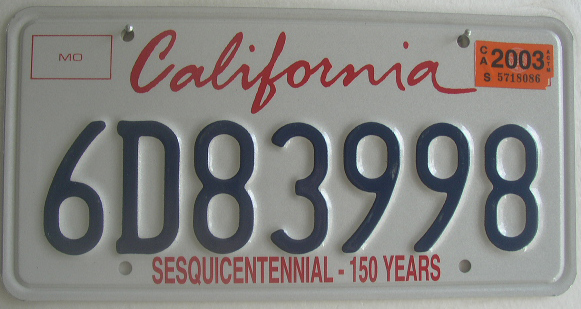 MO
California
CA 2003
S 5718086
6D83998
SESQUICENTENNIAL - 150 YEARS